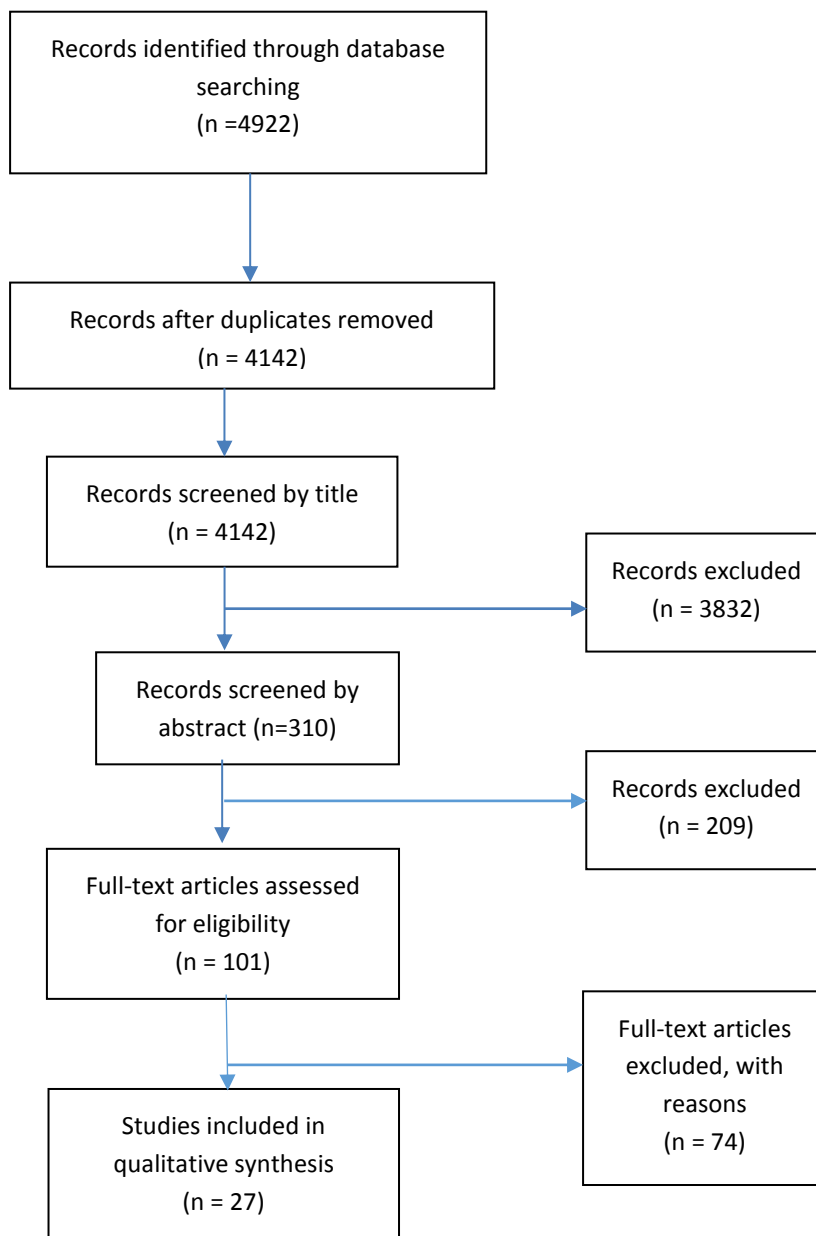 Records identified through database
searching
(n =4922)
Records after duplicates removed
(n = 4142)
Records screened by title
(n = 4142)
Records excluded
(n = 3832)
Records screened by
abstract (n=310)
Records excluded
(n = 209)
Full-text articles assessed
for eligibility
(n = 101)
Full-text articles
excluded, with
reasons
(n = 74)
Studies included in
qualitative synthesis
(n = 27)